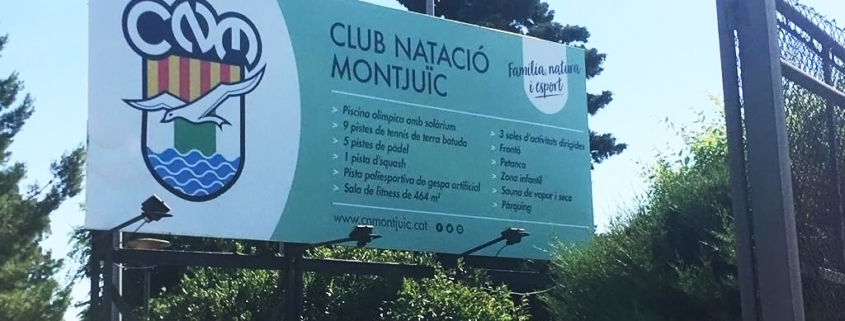 CNM
CLUB NATACIÓ
MONTJUÏC
Família, natura
i esport
> Piscina olímpica amb solàrium
> 9 pistes de tennis de terra batuda
> 5 pistes de pàdel
> 1 pista d'squash
> Pista poliesportiva de gespa artificial
> Sala de fitness de 464 m²
> 3 sales d'activitats dirigides
> Frontó
> Petanca
> Zona infantil
> Sauna de vapor i seca
> Pàrquing
www.cnmontjuic.cat